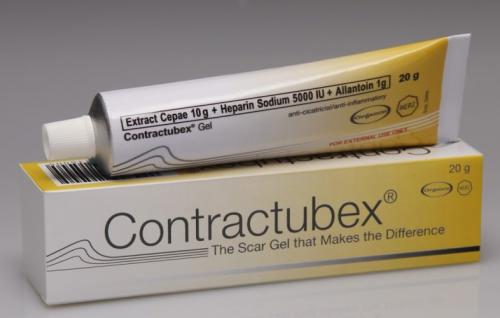 Extract Cepae 10g + Heparin Sodium 5000 IU + Allantoin 1g
20 g
Contractubex® Gel
anti-cicatricial/anti-inflammatory
MERZ
FOR EXTERNAL USE ONLY
20 g
Contractubex®
The Scar Gel that Makes the Difference